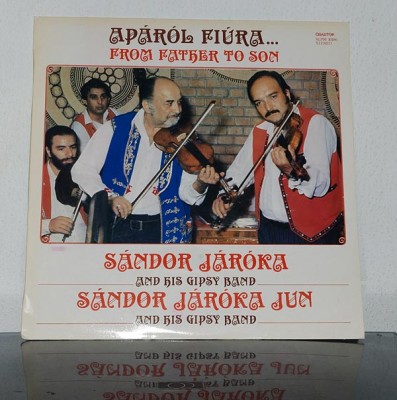 APÁRÓL FIÚRA...
FROM FATHER TO SON
SÁNDOR JÁRÓKA
AND HIS GIPSY BAND
SÁNDOR JÁRÓKA JUN
AND HIS GIPSY BAND